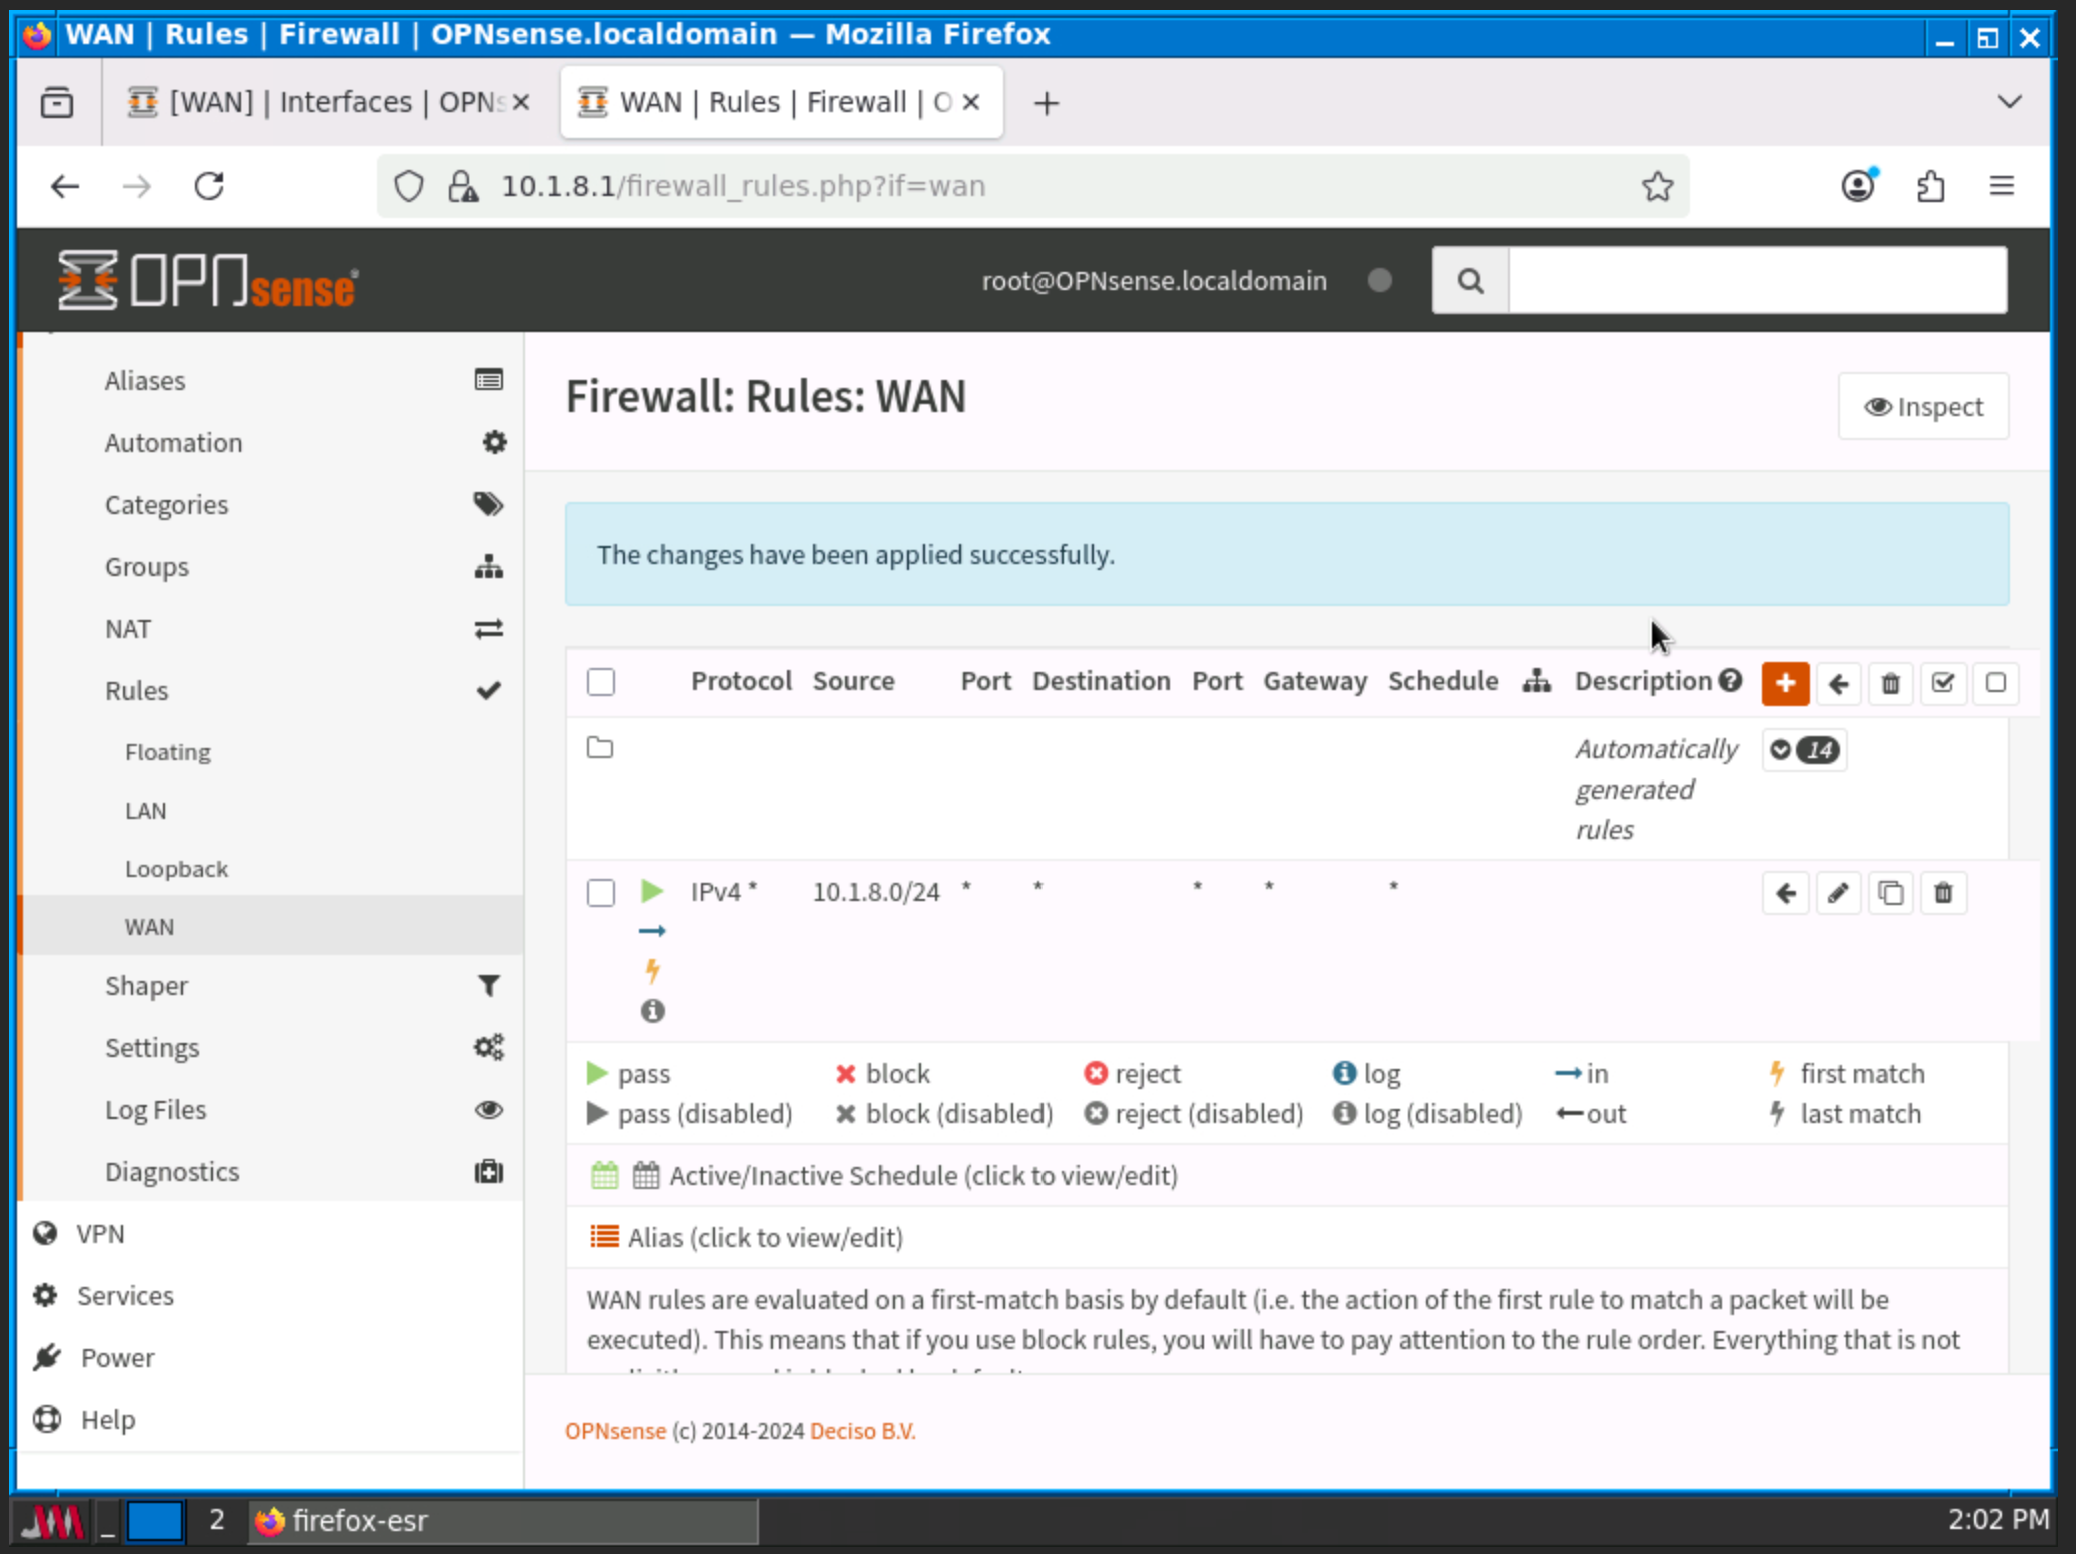 WAN | Rules | Firewall | OPNsense.localdomain — Mozilla Firefox
[WAN] | Interfaces | OPNs
WAN | Rules | Firewall | O
10.1.8.1/firewall_rules.php?if=wan
OPNsense
root@OPNsense.localdomain
Aliases
Automation
Categories
Groups
NAT
Rules
Floating
LAN
Loopback
WAN
Shaper
Settings
Log Files
Diagnostics
VPN
Services
Power
Help
Firewall: Rules: WAN
Inspect
The changes have been applied successfully.
Protocol Source Port Destination Port Gateway Schedule Description
Automatically generated rules 14
IPv4 * 10.1.8.0/24 * * * * *
pass block reject log in first match
pass (disabled) block (disabled) reject (disabled) log (disabled) out last match
Active/Inactive Schedule (click to view/edit)
Alias (click to view/edit)
WAN rules are evaluated on a first-match basis by default (i.e. the action of the first rule to match a packet will be
executed). This means that if you use block rules, you will have to pay attention to the rule order. Everything that is not
OPNsense (c) 2014-2024 Deciso B.V.
2 firefox-esr
2:02 PM